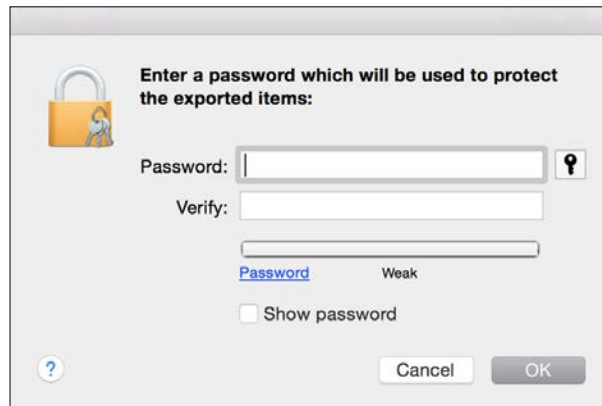 Enter a password which will be used to protect
the exported items:
Password:
Verify:
Password Weak
Show password
?
Cancel OK